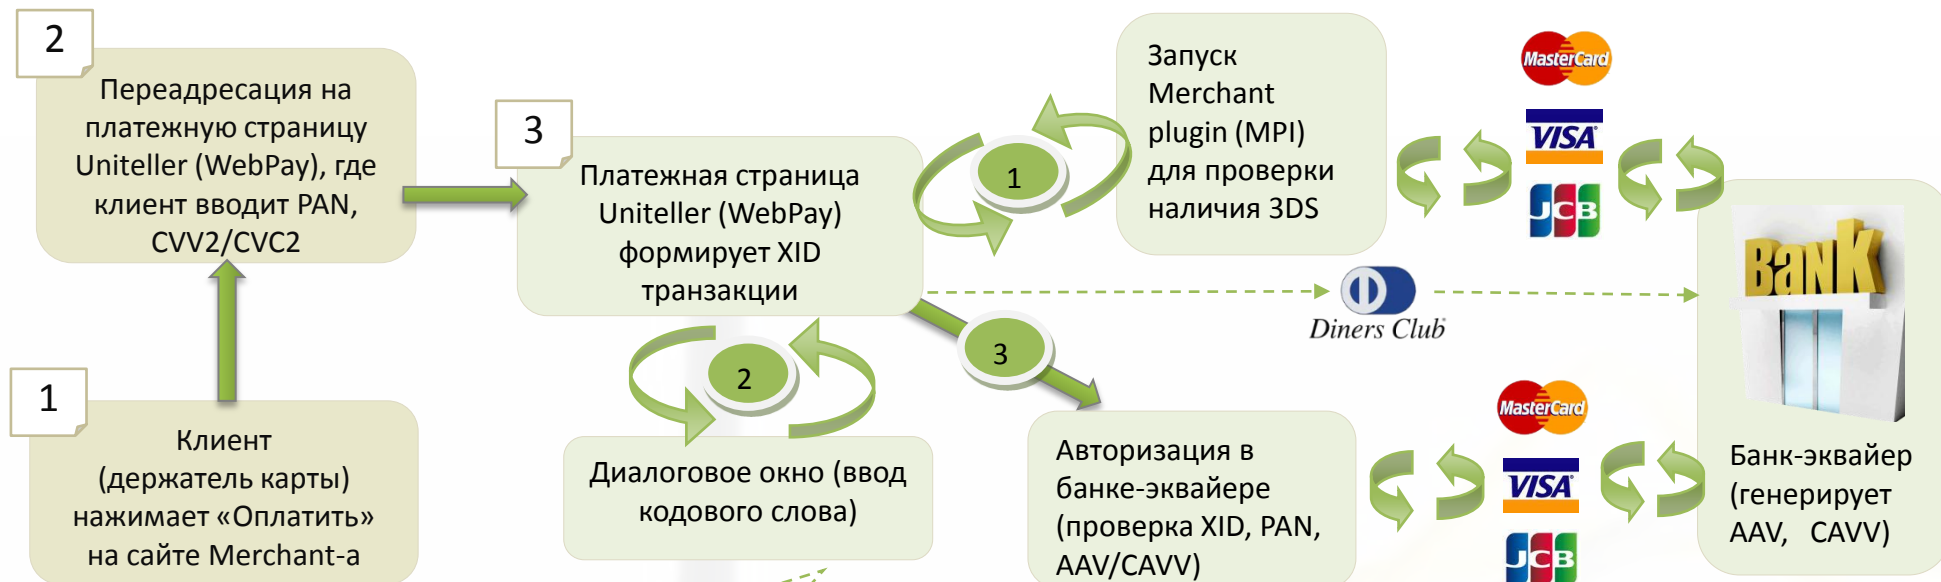 2
Переадресация на
платежную страницу
Uniteller (WebPay), где
клиент вводит PAN,
CVV2/CVC2
1
Клиент
(держатель карты)
нажимает «Оплатить»
на сайте Merchant-а
3
Платежная страница
Uniteller (WebPay)
формирует XID
транзакции
1
2
3
Диалоговое окно (ввод
кодового слова)
Запуск
Merchant
plugin (MPI)
для проверки
наличия 3DS
MasterCard
VISA
JCB
Diners Club
Авторизация в
банке-эквайере
(проверка XID, PAN,
AAV/CAVV)
MasterCard
VISA
JCB
BaNk
Банк-эквайер
(генерирует
AAV, CAVV)